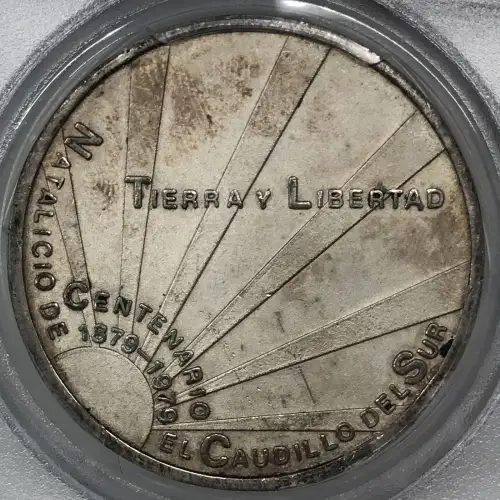 TIERRA Y LIBERTAD
CENTENARIO
1879-1979
NATALICIO DE
EL CAUDILLO DEL SUR